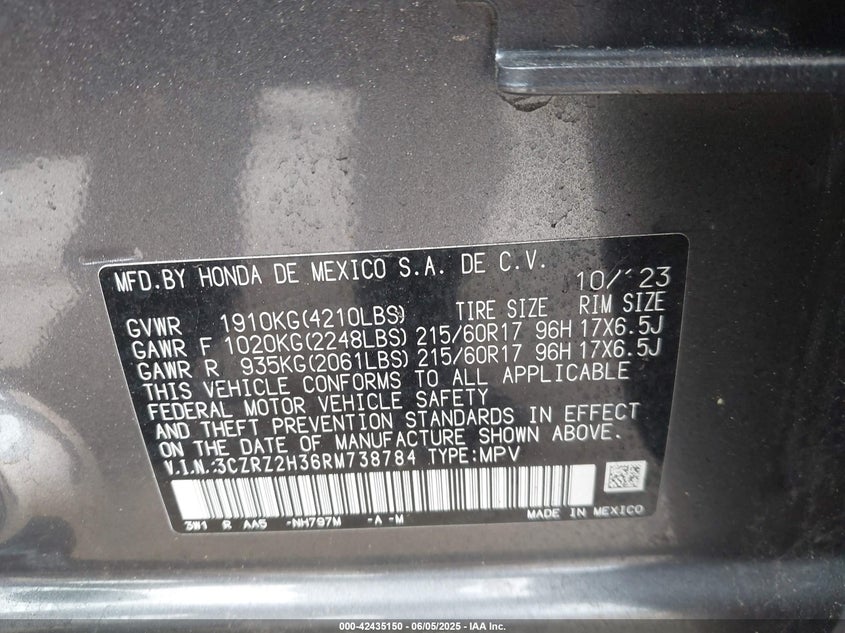 MFD.BY HONDA DE MEXICO S.A. DE C.V. 10/'23
GVWR 1910KG(4210LBS) TIRE SIZE RIM SIZE
GAWR F 1020KG(2248LBS) 215/60R17 96H 17X6.5J
GAWR R 935KG(2061LBS) 215/60R17 96H 17X6.5J
THIS VEHICLE CONFORMS TO ALL APPLICABLE
FEDERAL MOTOR VEHICLE SAFETY
AND THEFT PREVENTION STANDARDS IN EFFECT
ON THE DATE OF MANUFACTURE SHOWN ABOVE.
V.I.N.:3CZRZ2H36RM738784 TYPE:MPV
3W1 R AA5 -NH797M -A -M MADE IN MEXICO
000-42435150 - 06/05/2025 - IAA Inc.